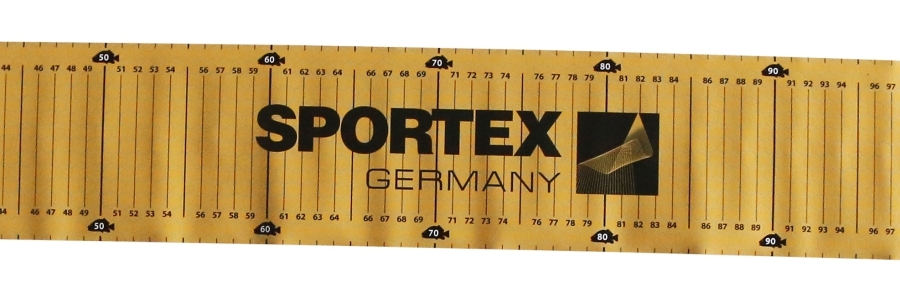 50 60 70 80 90
44 46 47 48 49 51 52 53 54 56 57 58 59 61 62 63 64 66 67 68 69 71 72 73 74 76 77 78 79 81 82 83 84 86 87 88 89 91 92 93 94 96 97
SPORTEX
GERMANY
44 46 47 48 49 51 52 53 54 56 57 58 59 61 62 63 64 66 67 68 69 71 72 73 74 76 77 78 79 81 82 83 84 86 87 88 89 91 92 93 94 96 97
50 60 70 80 90